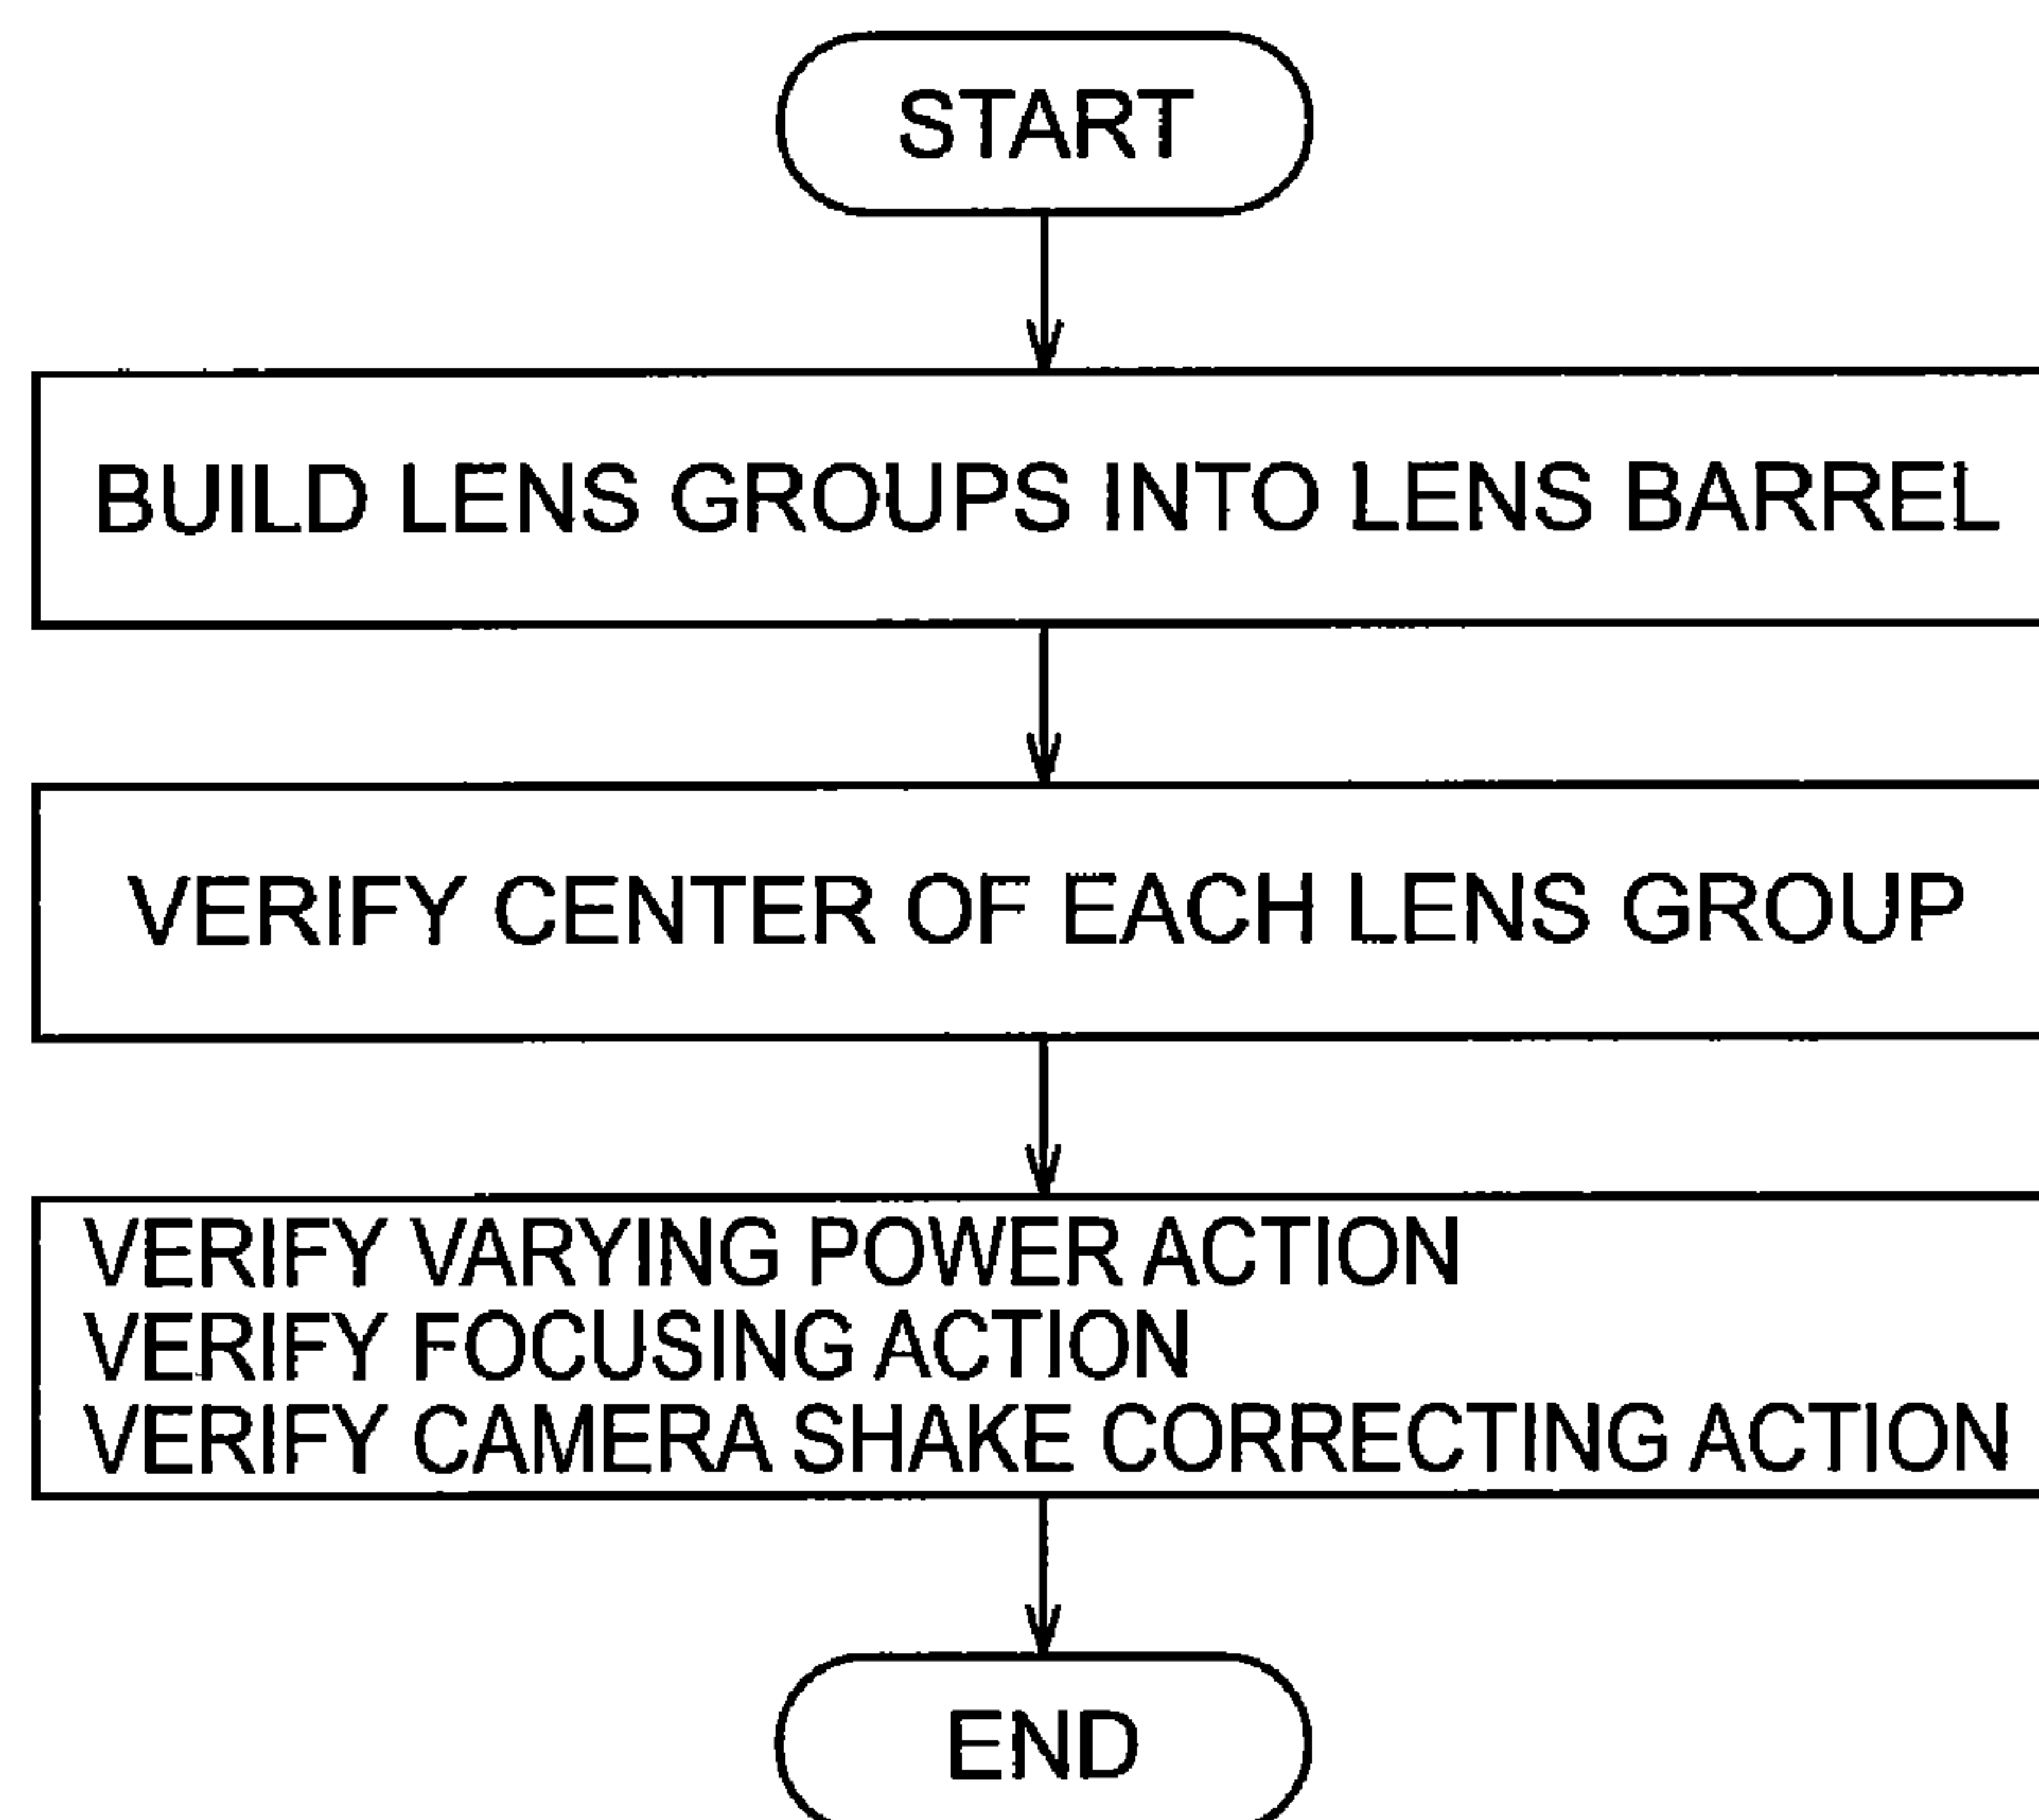 START
BUILD LENS GROUPS INTO LENS BARREL
VERIFY CENTER OF EACH LENS GROUP
VERIFY VARYING POWER ACTION
VERIFY FOCUSING ACTION
VERIFY CAMERA SHAKE CORRECTING ACTION
END